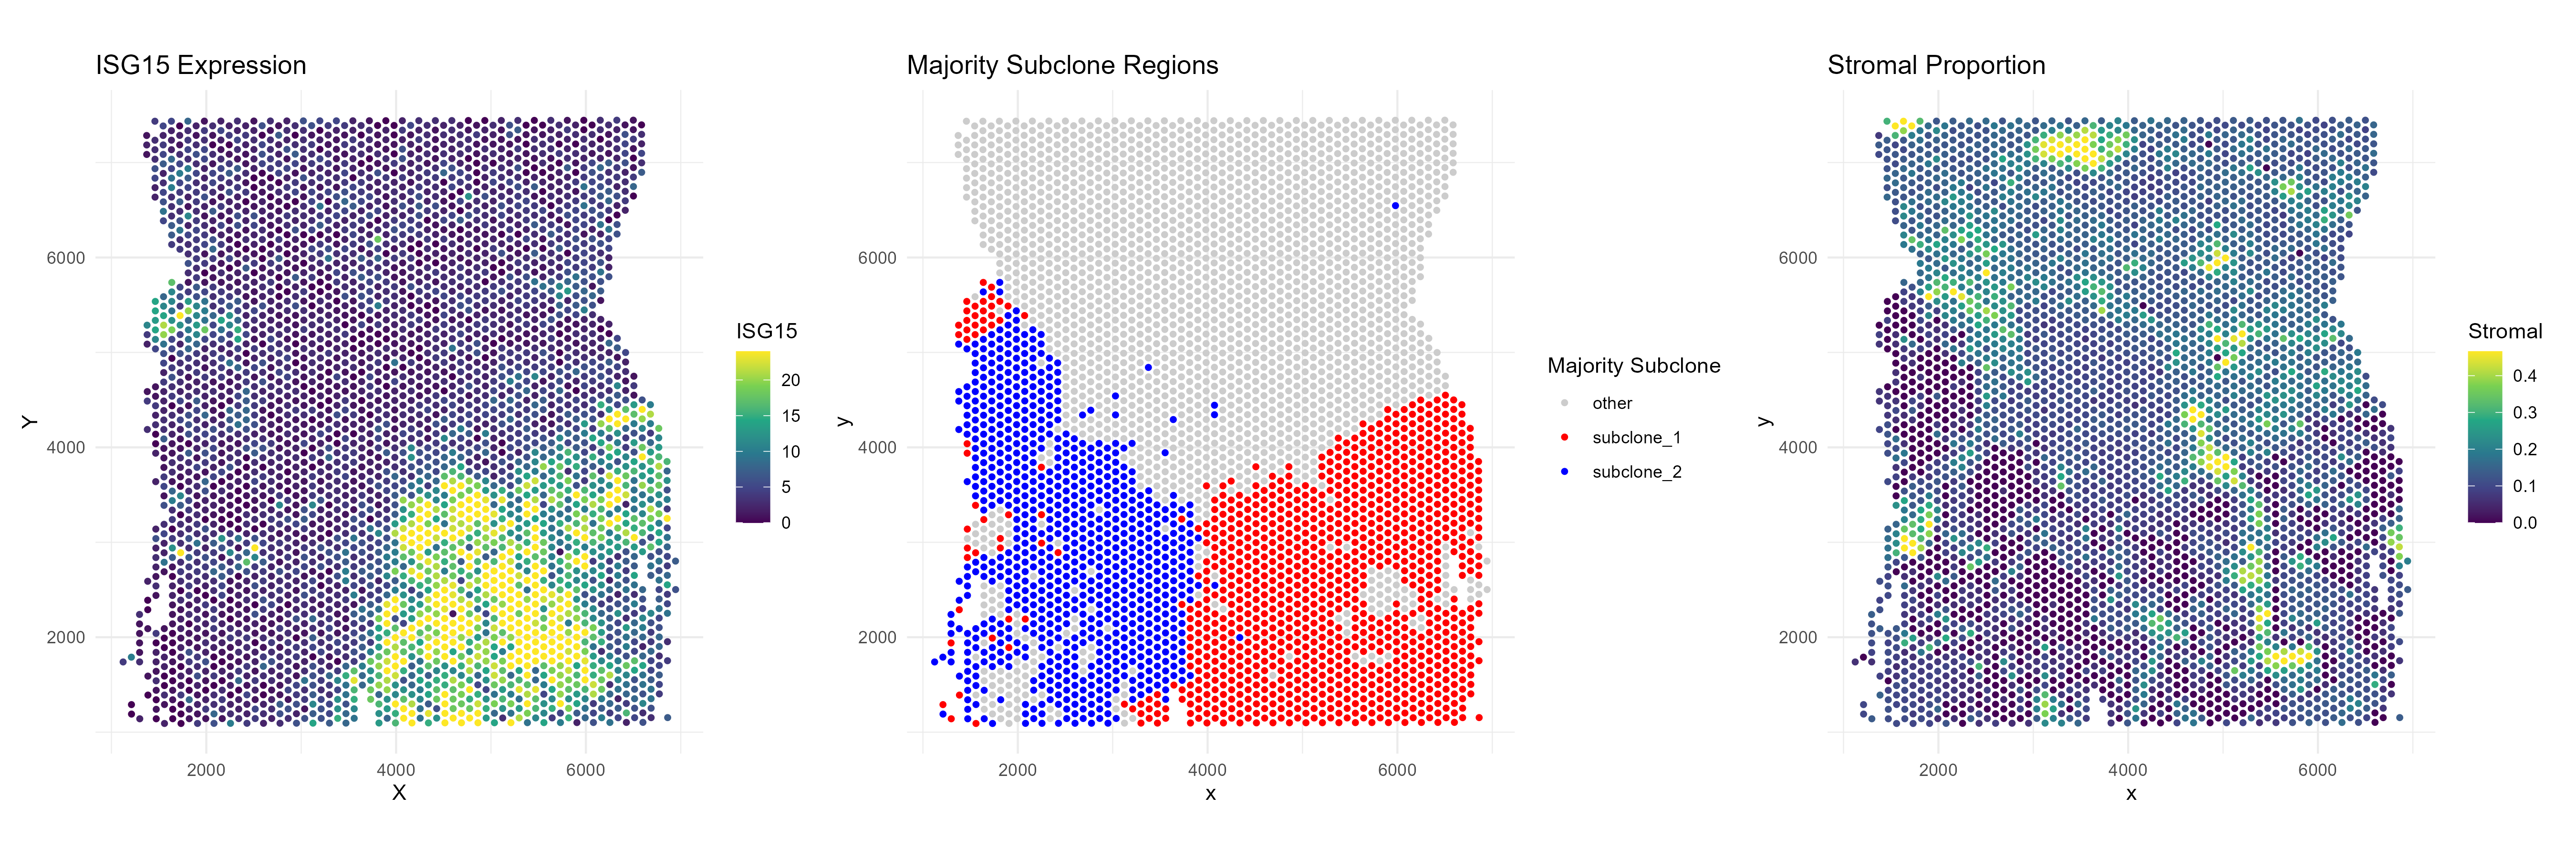 ISG15 Expression
6000
4000
2000
Y
2000 4000 6000
X
ISG15
20
15
10
5
0
Majority Subclone Regions
6000
4000
2000
y
2000 4000 6000
x
Majority Subclone
other
subclone_1
subclone_2
Stromal Proportion
6000
4000
2000
y
2000 4000 6000
x
Stromal
0.4
0.3
0.2
0.1
0.0